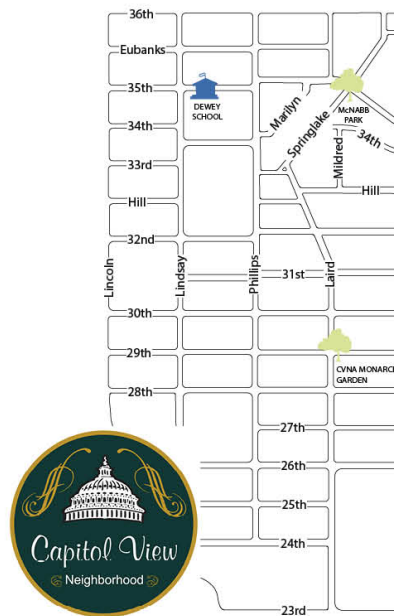 36th
Eubanks
35th
DEWEY
SCHOOL
McNABB
PARK
Marilyn
Springlake
34th
34th
Mildred
33rd
Hill
Hill
32nd
Lincoln
Lindsay
Phillips
31st
Laird
30th
29th
CVNA MONARCH
GARDEN
28th
27th
26th
25th
24th
23rd
Capitol View
Neighborhood